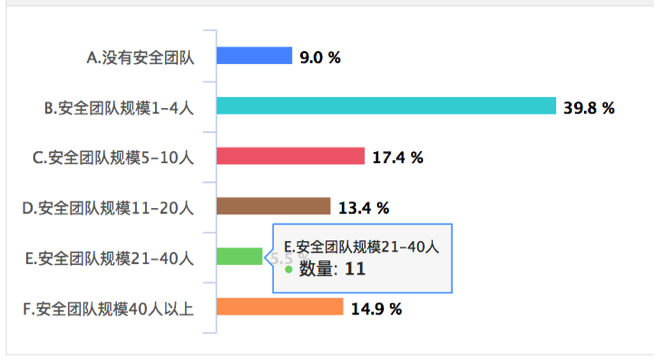 A.没有安全团队
9.0 %
B.安全团队规模1-4人
39.8 %
C.安全团队规模5-10人
17.4 %
D.安全团队规模11-20人
13.4 %
E.安全团队规模21-40人
5.5 %
E.安全团队规模21-40人
数量: 11
F.安全团队规模40人以上
14.9 %